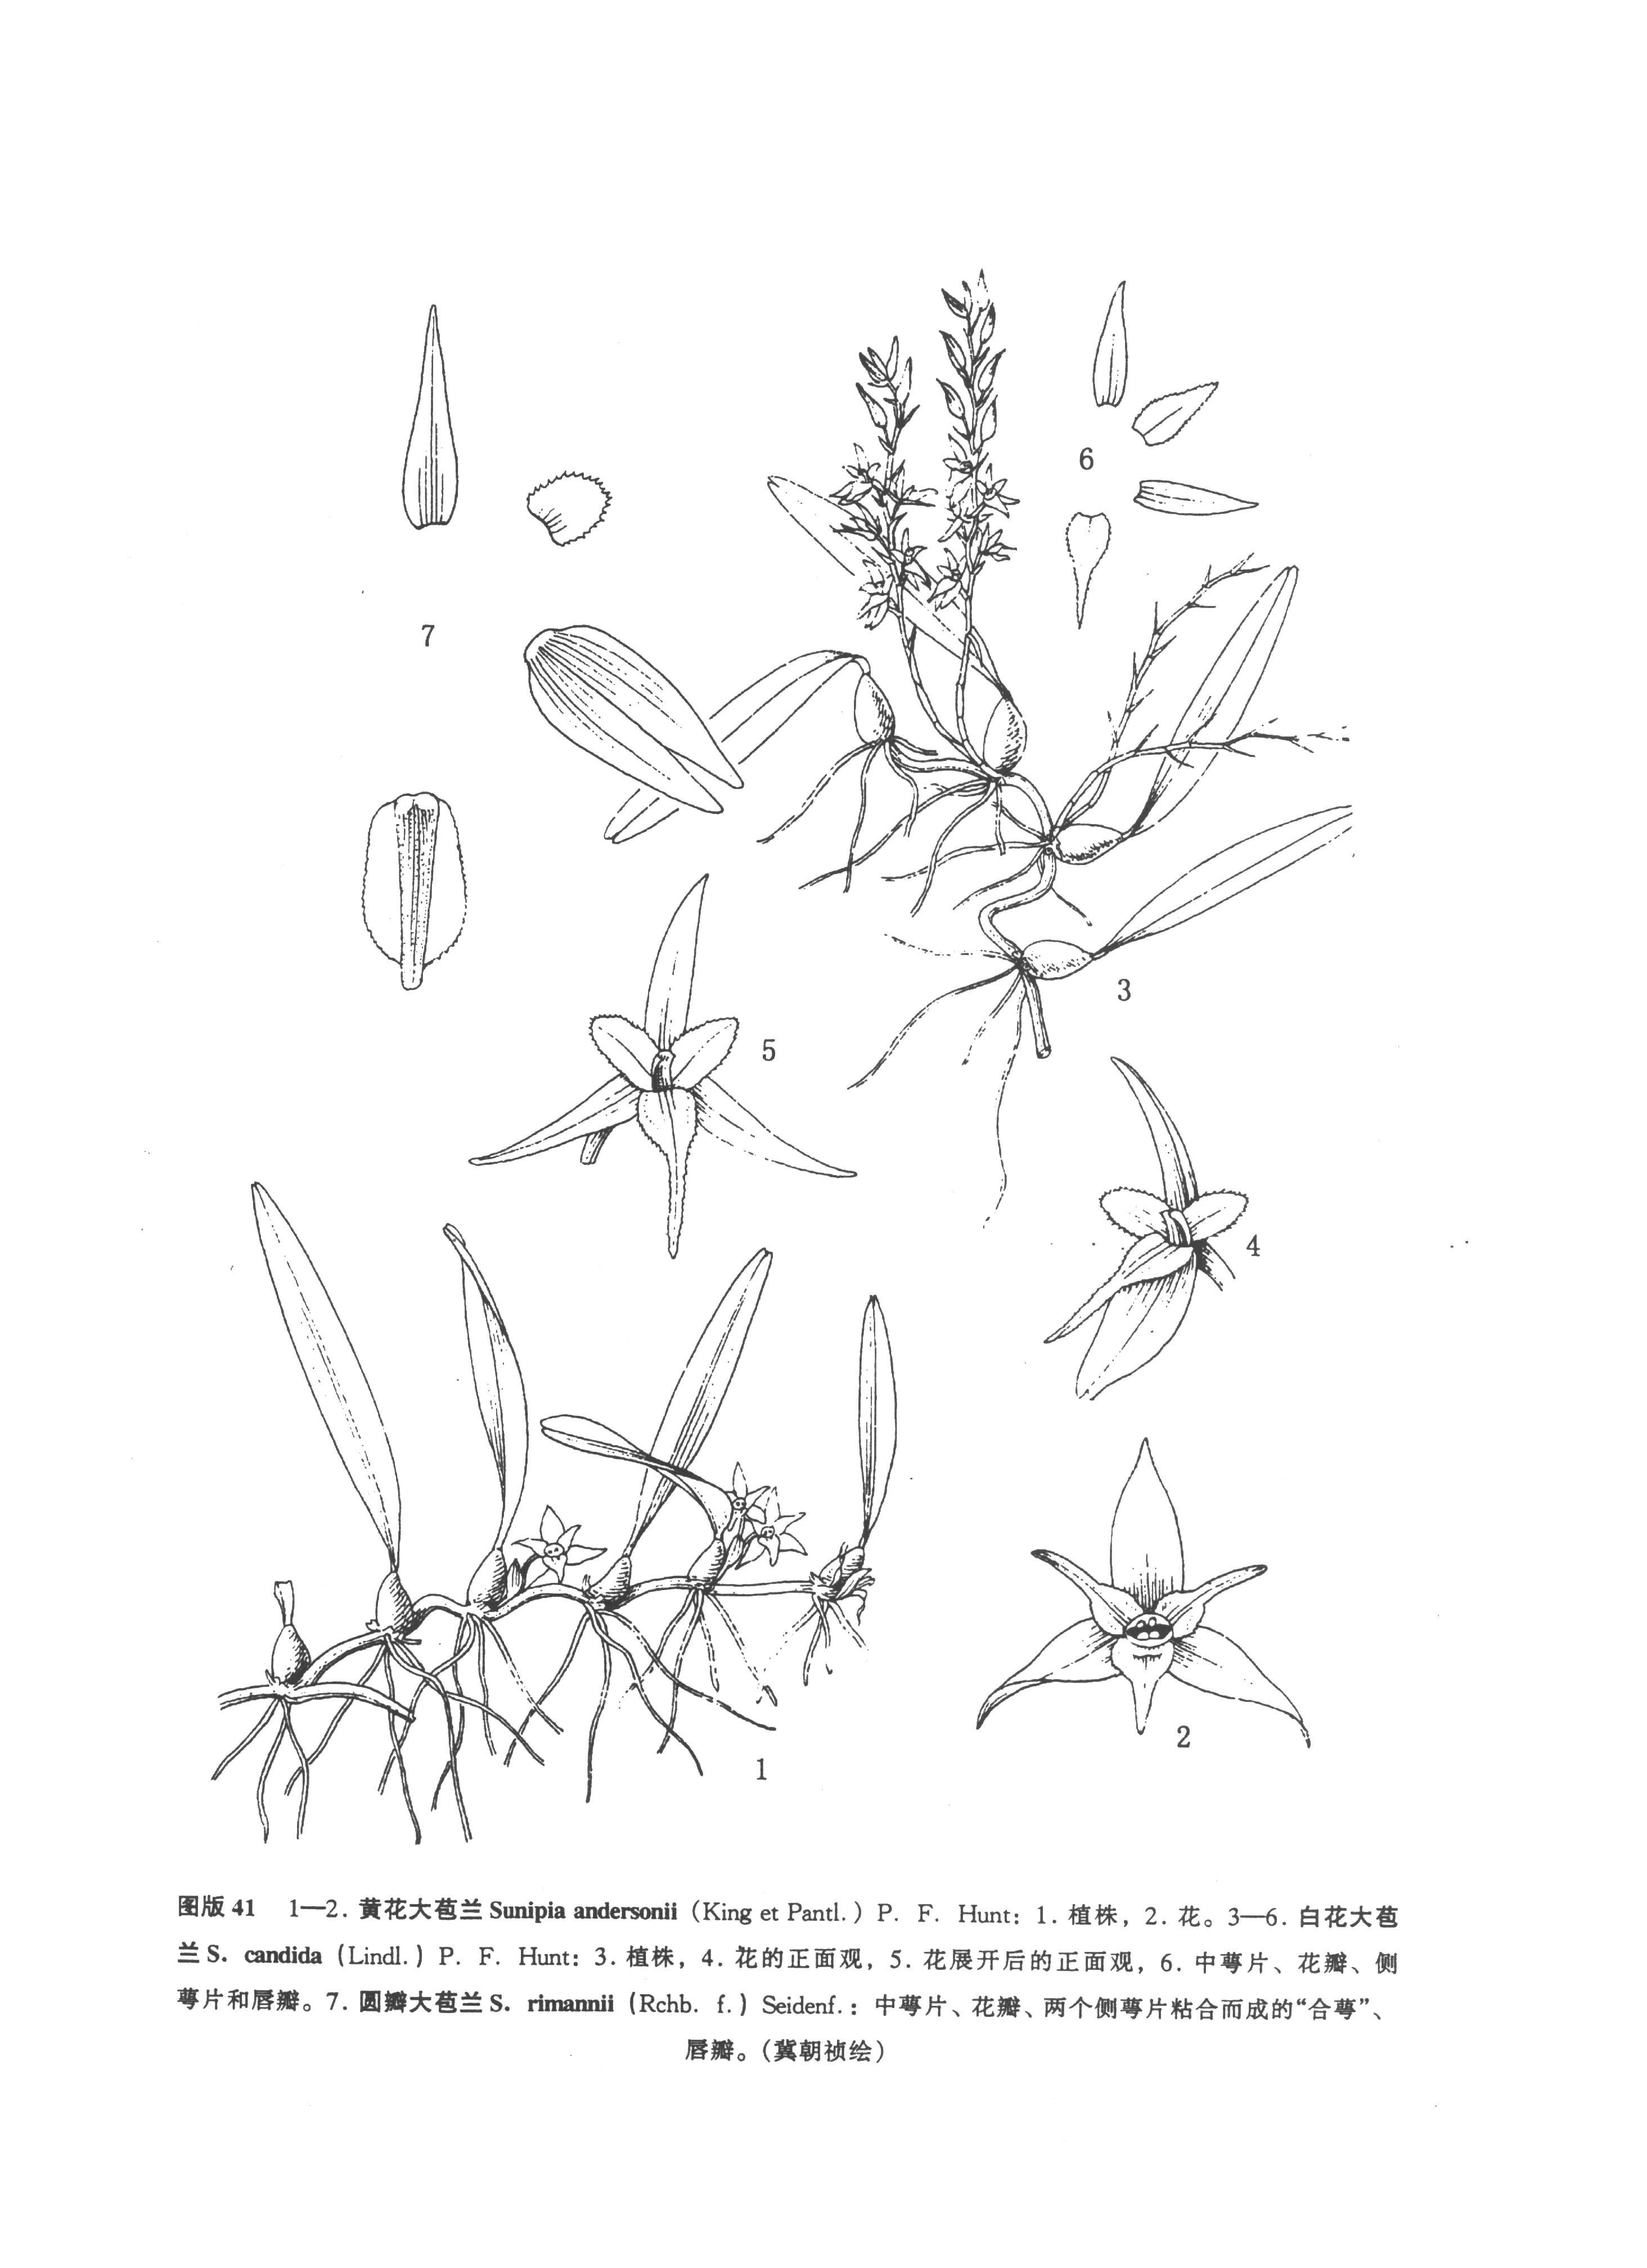 6
7
3
5
4
2
1
图版 41 1—2. 黄花大苞兰 Sunipia andersonii (King et Pantl.) P. F. Hunt: 1. 植株, 2. 花。3—6. 白花大苞
兰 S. candida (Lindl.) P. F. Hunt: 3. 植株, 4. 花的正面观, 5. 花展开后的正面观, 6. 中萼片、花瓣、侧
萼片和唇瓣。7. 圆瓣大苞兰 S. rimannii (Rchb. f.) Seidenf.: 中萼片、花瓣、两个侧萼片粘合而成的“合萼”、
唇瓣。(冀朝祯绘)